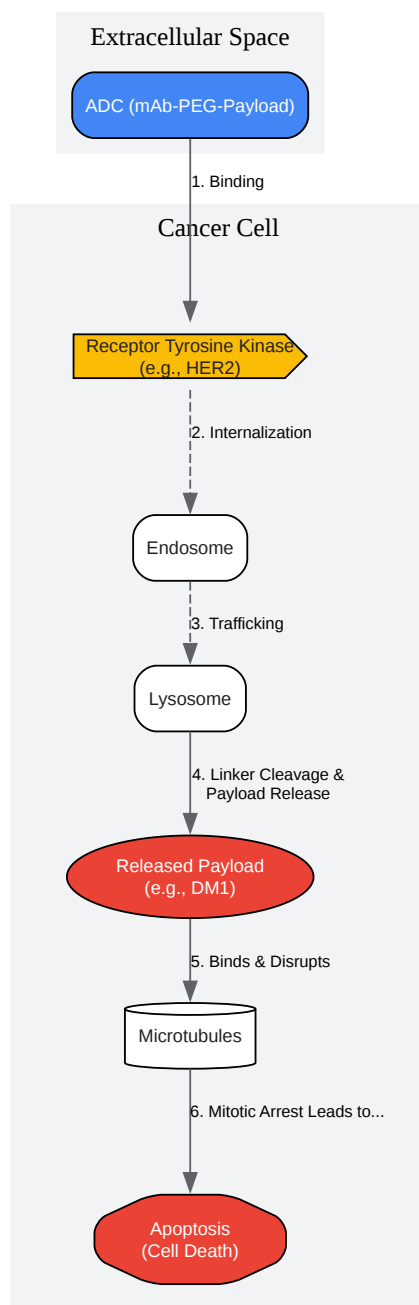 Extracellular Space
ADC (mAb-PEG-Payload)
1. Binding
Cancer Cell
Receptor Tyrosine Kinase
(e.g., HER2)
2. Internalization
Endosome
3. Trafficking
Lysosome
4. Linker Cleavage &
Payload Release
Released Payload
(e.g., DM1)
5. Binds & Disrupts
Microtubules
6. Mitotic Arrest Leads to...
Apoptosis
(Cell Death)